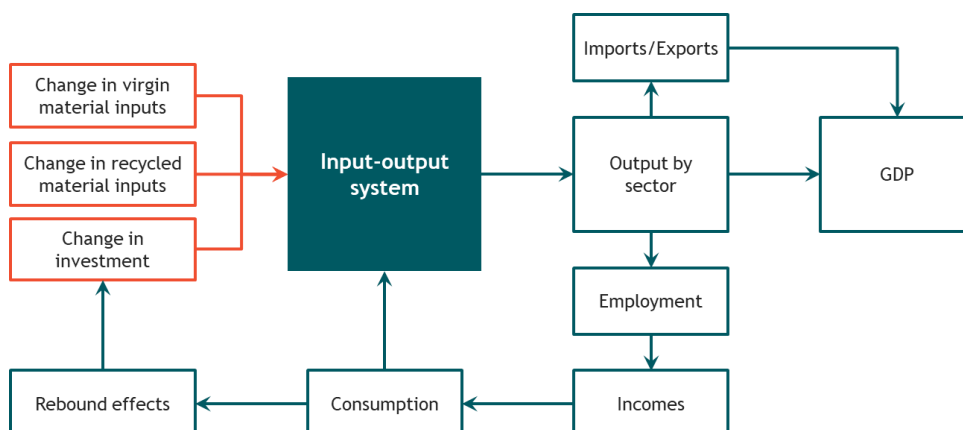 Imports/Exports
Change in virgin
material inputs
Change in recycled
material inputs
Change in
investment
Input-output
system
Output by
sector
GDP
Employment
Rebound effects
Consumption
Incomes